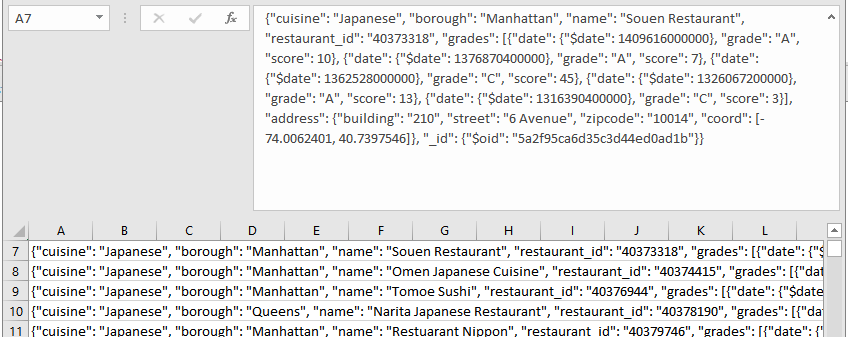 A7
fx
{"cuisine": "Japanese", "borough": "Manhattan", "name": "Souen Restaurant",
"restaurant_id": "40373318", "grades": [{"date": {"$date": 1409616000000}, "grade": "A",
"score": 10}, {"date": {"$date": 1376870400000}, "grade": "A", "score": 7}, {"date":
{"$date": 1362528000000}, "grade": "C", "score": 45}, {"date": {"$date": 1326067200000},
"grade": "A", "score": 13}, {"date": {"$date": 1316390400000}, "grade": "C", "score": 3}],
"address": {"building": "210", "street": "6 Avenue", "zipcode": "10014", "coord": [-
74.0062401, 40.7397546]}, "_id": {"$oid": "5a2f95ca6d35c3d44ed0ad1b"}}
A B C D E F G H I J K L
7 {"cuisine": "Japanese", "borough": "Manhattan", "name": "Souen Restaurant", "restaurant_id": "40373318", "grades": [{"date": {"$
8 {"cuisine": "Japanese", "borough": "Manhattan", "name": "Omen Japanese Cuisine", "restaurant_id": "40374415", "grades": [{"dat
9 {"cuisine": "Japanese", "borough": "Manhattan", "name": "Tomoe Sushi", "restaurant_id": "40376944", "grades": [{"date": {"$date
10 {"cuisine": "Japanese", "borough": "Queens", "name": "Narita Japanese Restaurant", "restaurant_id": "40378190", "grades": [{"da
11 {"cuisine": "Japanese", "borough": "Manhattan", "name": "Restuarant Nippon", "restaurant_id": "40379746", "grades": [{"date": {"